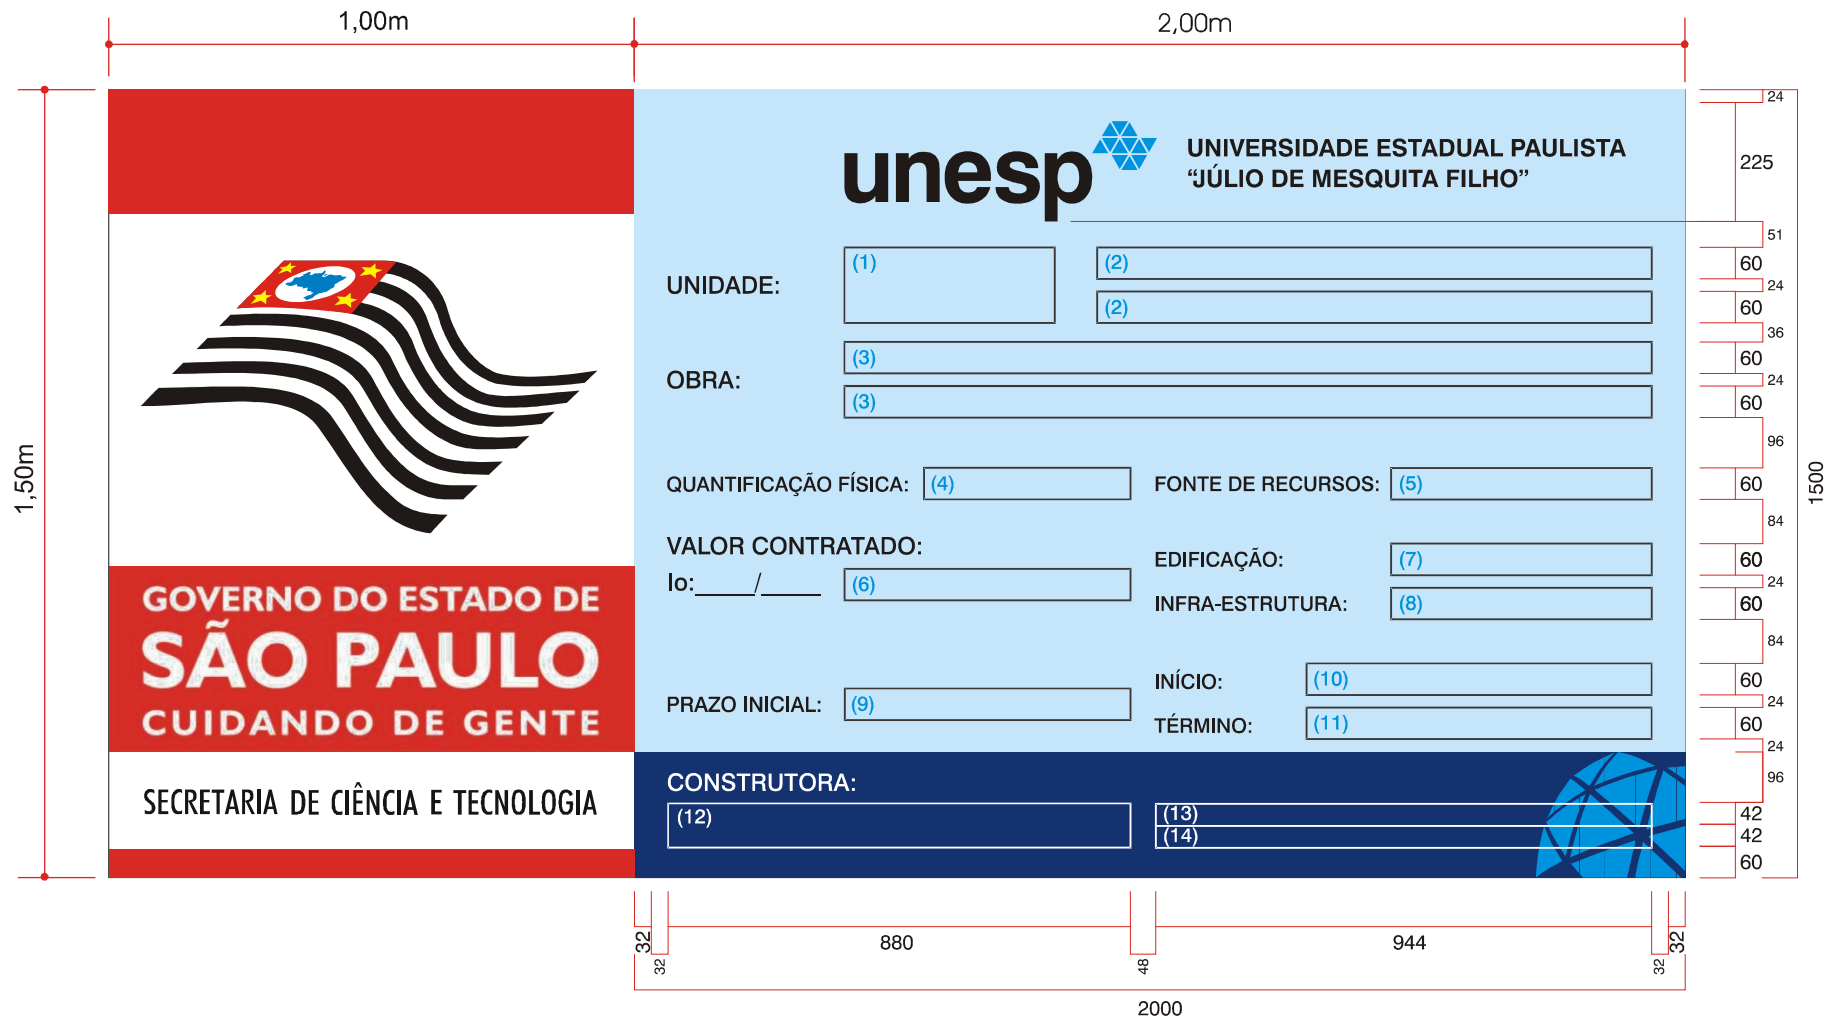 1,00m
2,00m
1,50m
unesp
UNIVERSIDADE ESTADUAL PAULISTA
“JÚLIO DE MESQUITA FILHO”
UNIDADE:
(1)
(2)
(2)
OBRA:
(3)
(3)
QUANTIFICAÇÃO FÍSICA:
(4)
FONTE DE RECURSOS:
(5)
VALOR CONTRATADO:
Io:_____/_____
(6)
EDIFICAÇÃO:
(7)
INFRA-ESTRUTURA:
(8)
PRAZO INICIAL:
(9)
INÍCIO:
(10)
TÉRMINO:
(11)
CONSTRUTORA:
(12)
(13)
(14)
GOVERNO DO ESTADO DE
SÃO PAULO
CUIDANDO DE GENTE
SECRETARIA DE CIÊNCIA E TECNOLOGIA
24
225
51
60
24
60
36
60
24
60
96
60
84
60
24
60
84
60
24
60
24
96
42
42
60
1500
32
32
880
48
944
32
32
2000